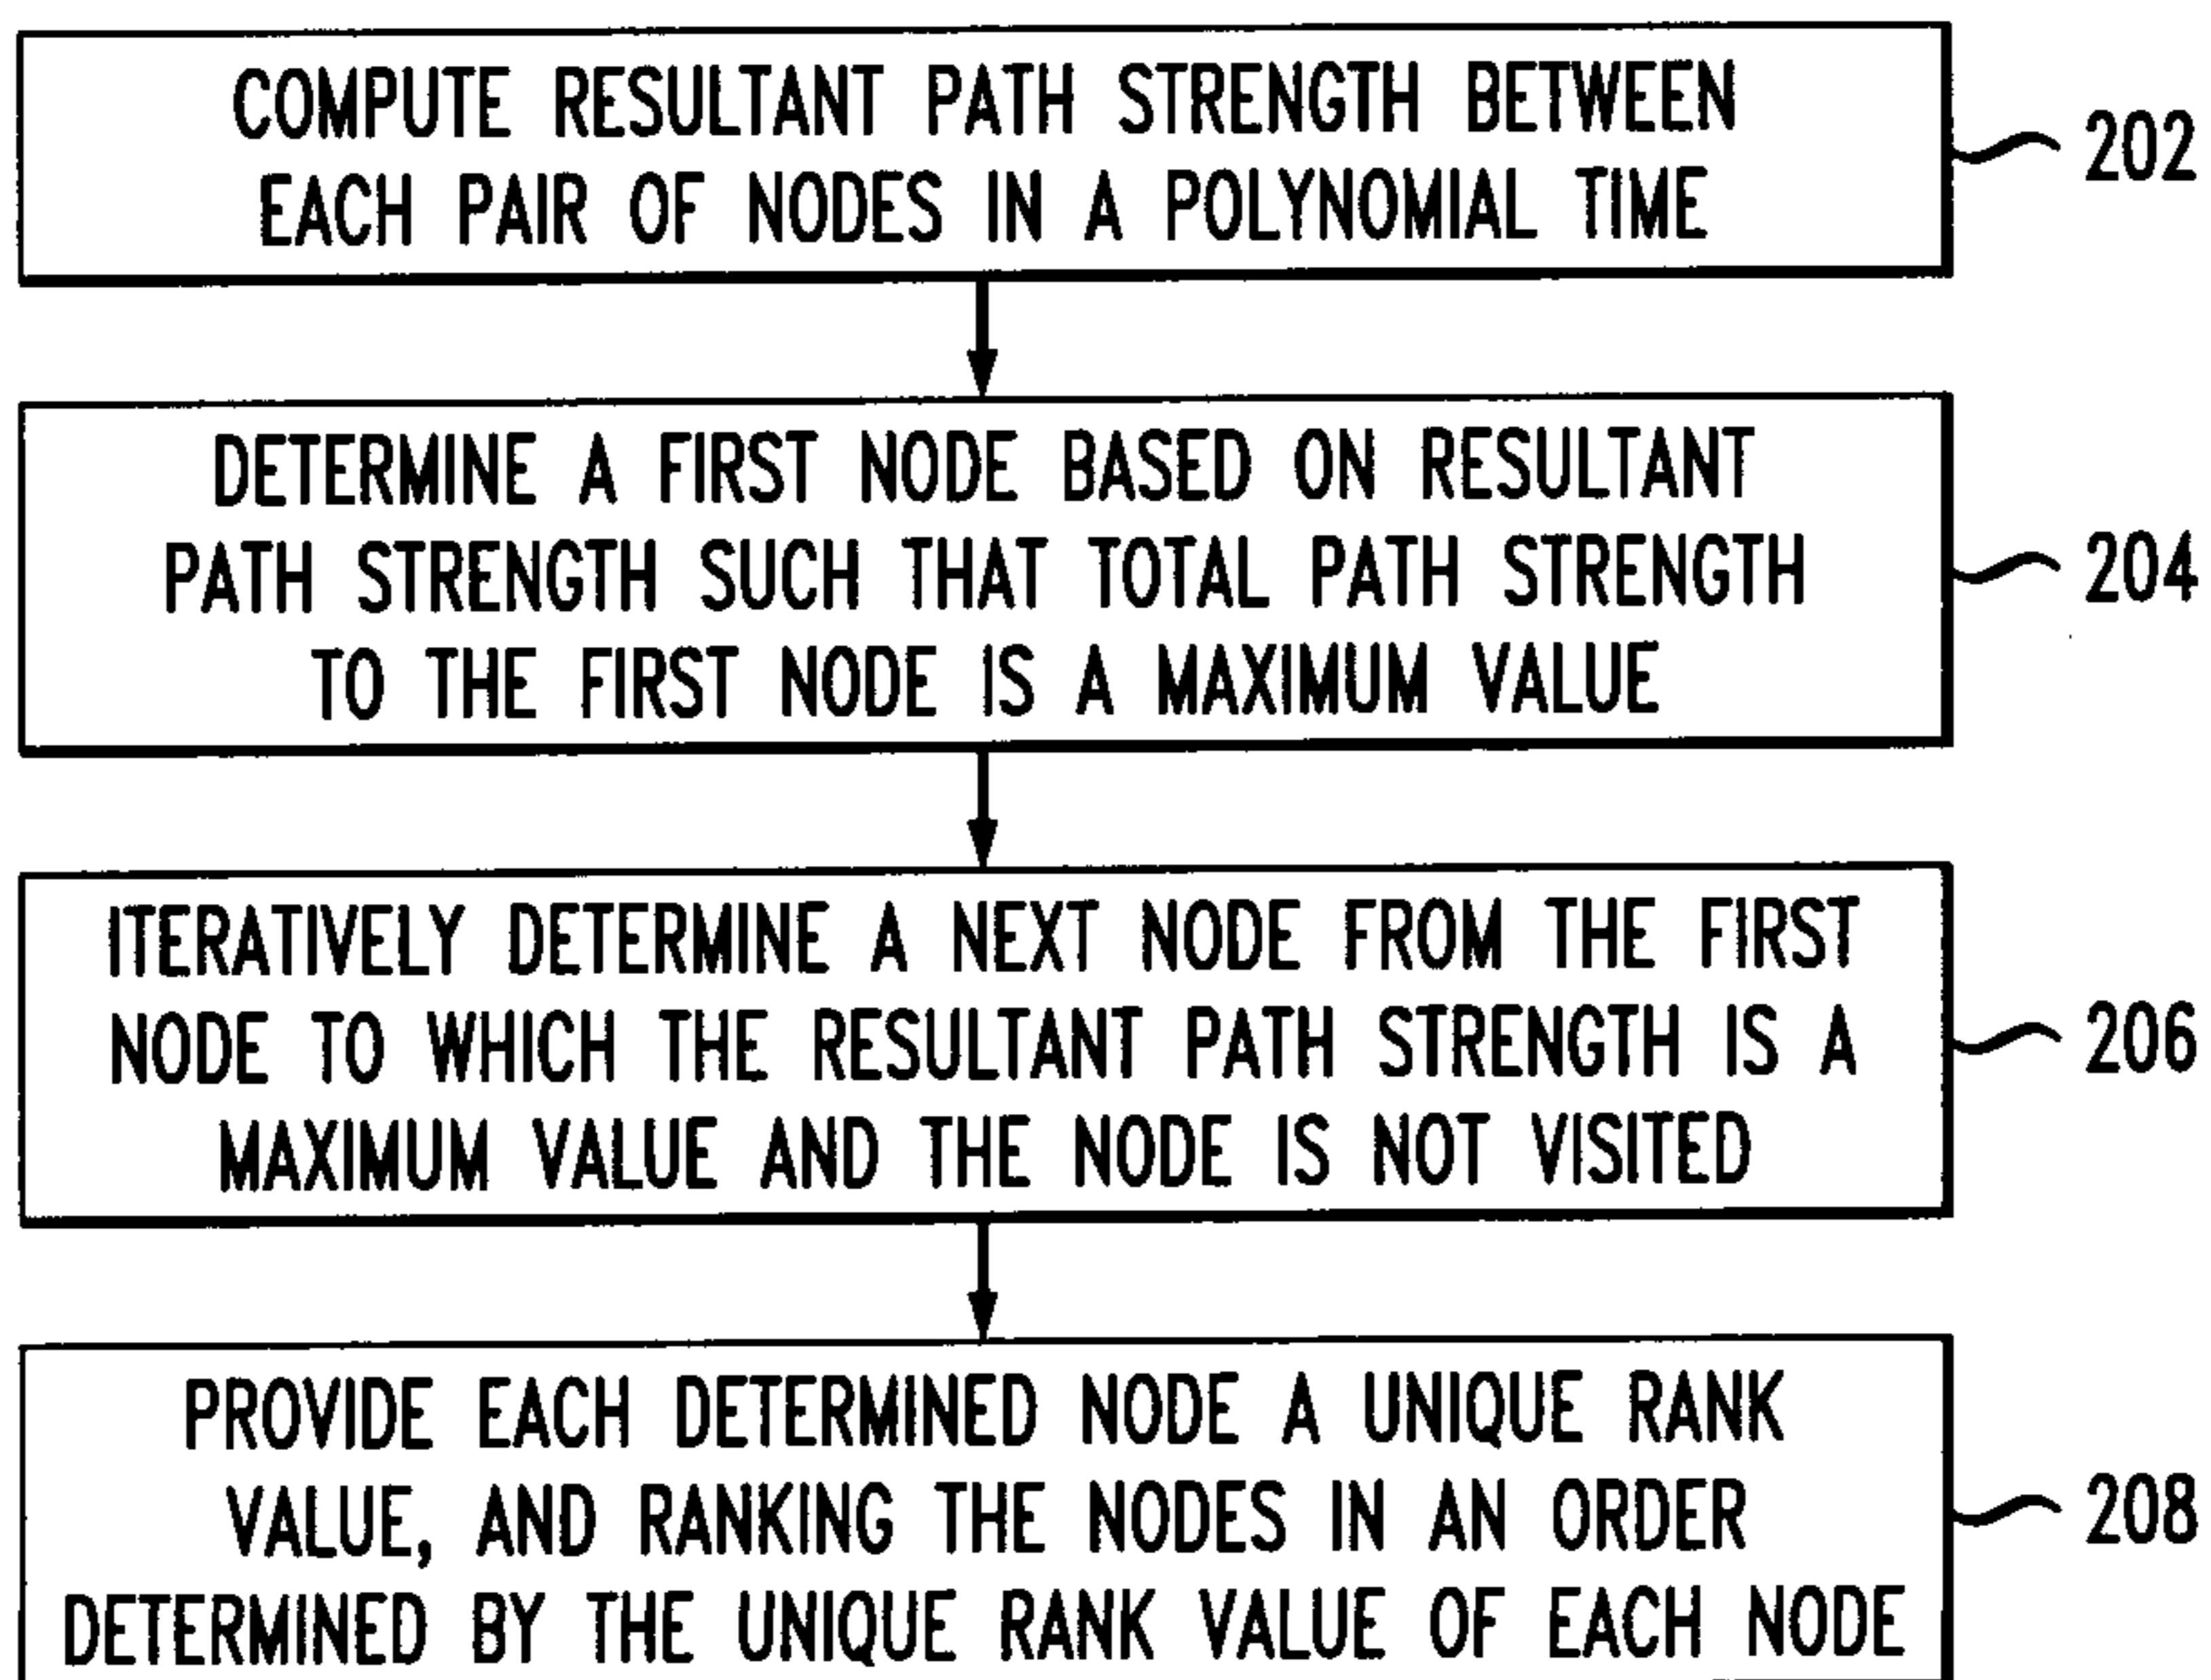 COMPUTE RESULTANT PATH STRENGTH BETWEEN
EACH PAIR OF NODES IN A POLYNOMIAL TIME
202
DETERMINE A FIRST NODE BASED ON RESULTANT
PATH STRENGTH SUCH THAT TOTAL PATH STRENGTH
TO THE FIRST NODE IS A MAXIMUM VALUE
204
ITERATIVELY DETERMINE A NEXT NODE FROM THE FIRST
NODE TO WHICH THE RESULTANT PATH STRENGTH IS A
MAXIMUM VALUE AND THE NODE IS NOT VISITED
206
PROVIDE EACH DETERMINED NODE A UNIQUE RANK
VALUE, AND RANKING THE NODES IN AN ORDER
DETERMINED BY THE UNIQUE RANK VALUE OF EACH NODE
208